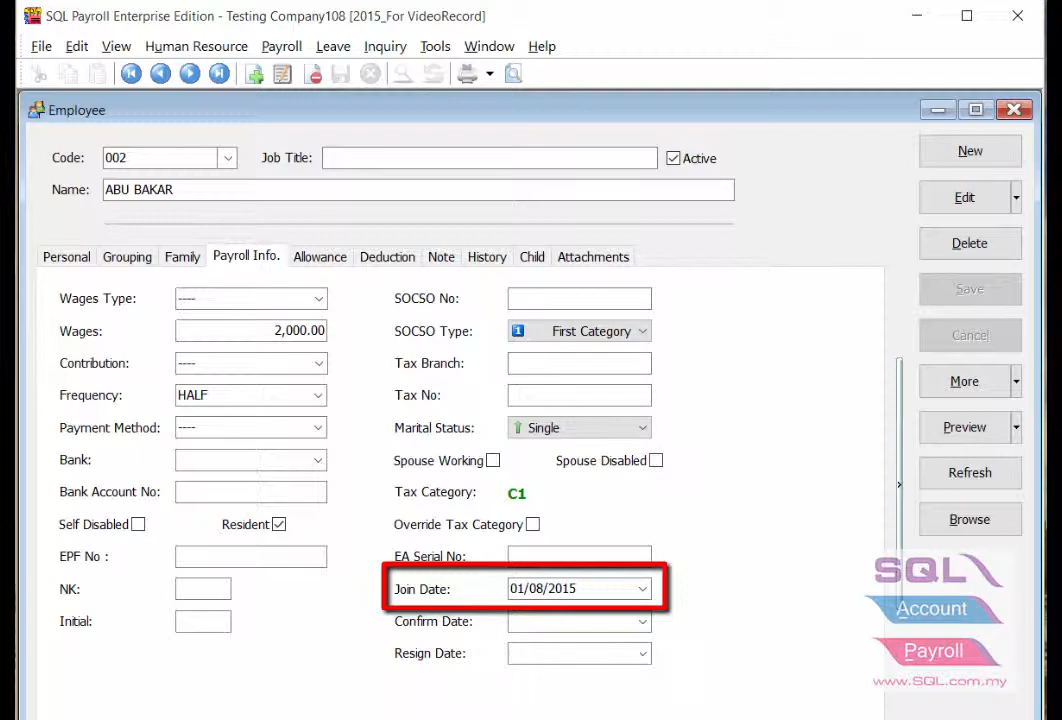 SQL Payroll Enterprise Edition - Testing Company108 [2015_For VideoRecord]
File Edit View Human Resource Payroll Leave Inquiry Tools Window Help
Employee
Code: 002 Job Title: Active New
Name: ABU BAKAR Edit
Delete
Personal Grouping Family Payroll Info. Allowance Deduction Note History Child Attachments
Wages Type: ---- SOCSO No: Save
Wages: 2,000.00 SOCSO Type: 1 First Category Cancel
Contribution: ---- Tax Branch: More
Frequency: HALF Tax No:
Payment Method: ---- Marital Status: Single Preview
Bank: Spouse Working Spouse Disabled Refresh
Bank Account No: Tax Category: C1
Self Disabled Resident Override Tax Category Browse
EPF No : EA Serial No:
NK: Join Date: 01/08/2015
Initial: Confirm Date:
Resign Date:
SQL
Account
Payroll
www.SQL.com.my